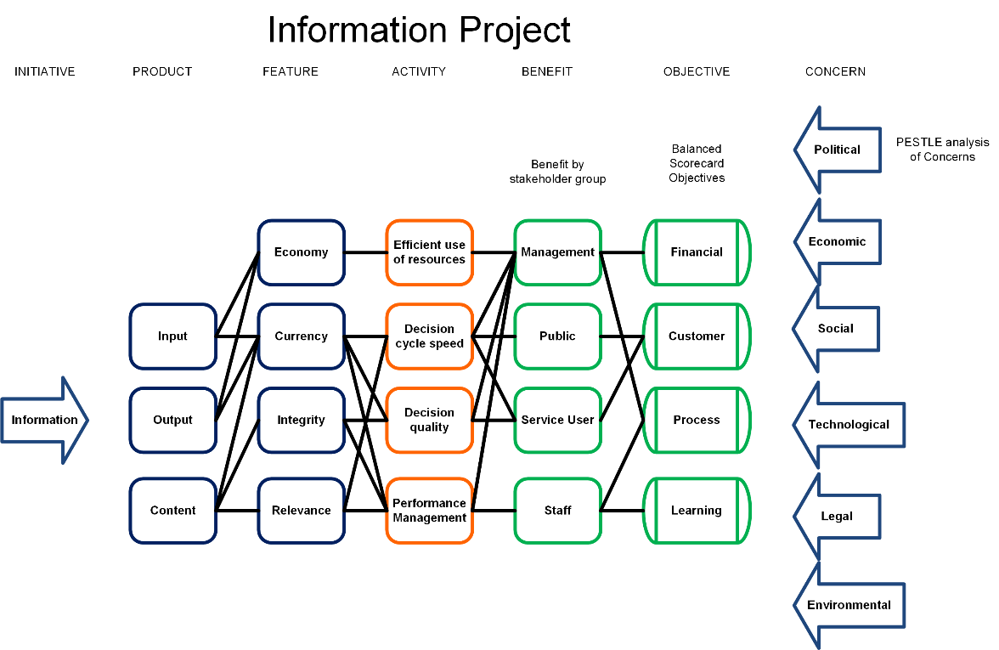 Information Project
INITIATIVE
PRODUCT
FEATURE
ACTIVITY
BENEFIT
OBJECTIVE
CONCERN
Benefit by
stakeholder group
Balanced
Scorecard
Objectives
PESTLE analysis
of Concerns
Information
Input
Output
Content
Economy
Currency
Integrity
Relevance
Efficient use
of resources
Decision
cycle speed
Decision
quality
Performance
Management
Management
Public
Service User
Staff
Financial
Customer
Process
Learning
Political
Economic
Social
Technological
Legal
Environmental